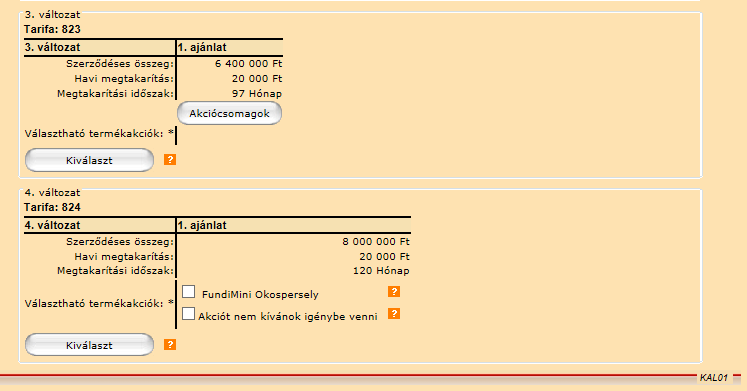 3. változat
Tarifa: 823
3. változat 1. ajánlat
Szerződéses összeg: 6 400 000 Ft
Havi megtakarítás: 20 000 Ft
Megtakarítási időszak: 97 Hónap
Akciócsomagok
Választható termékakciók: *
Kiválaszt ?
4. változat
Tarifa: 824
4. változat 1. ajánlat
Szerződéses összeg: 8 000 000 Ft
Havi megtakarítás: 20 000 Ft
Megtakarítási időszak: 120 Hónap
FundiMini Okospersely ?
Választható termékakciók: *
Akciót nem kívánok igénybe venni ?
Kiválaszt ?
KAL01